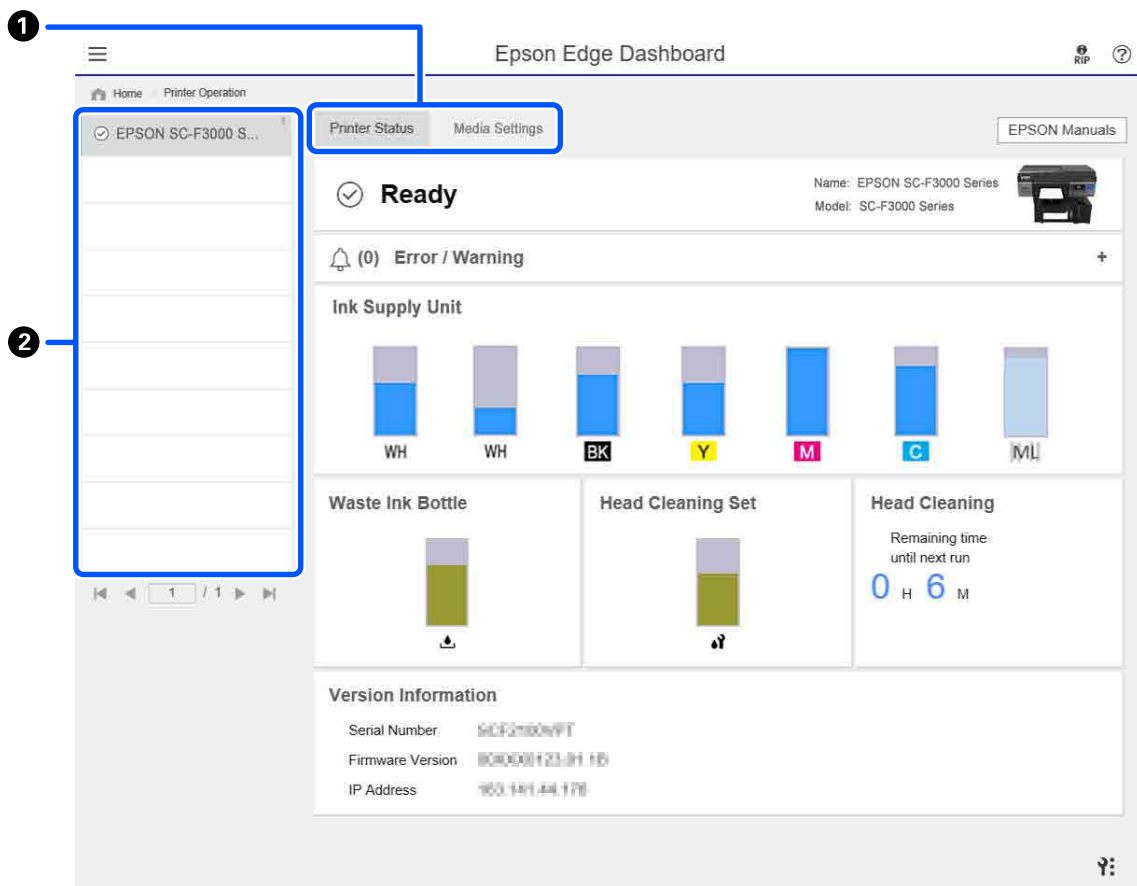 1
Epson Edge Dashboard
RIP
?
Home Printer Operation
EPSON SC-F3000 S... 1
Printer Status Media Settings
EPSON Manuals
Ready
Name: EPSON SC-F3000 Series
Model: SC-F3000 Series
(0) Error / Warning +
Ink Supply Unit
2
WH WH BK Y M C ML
Waste Ink Bottle Head Cleaning Set Head Cleaning
Remaining time
until next run
0 H 6 M
1 / 1
Version Information
Serial Number
Firmware Version
IP Address